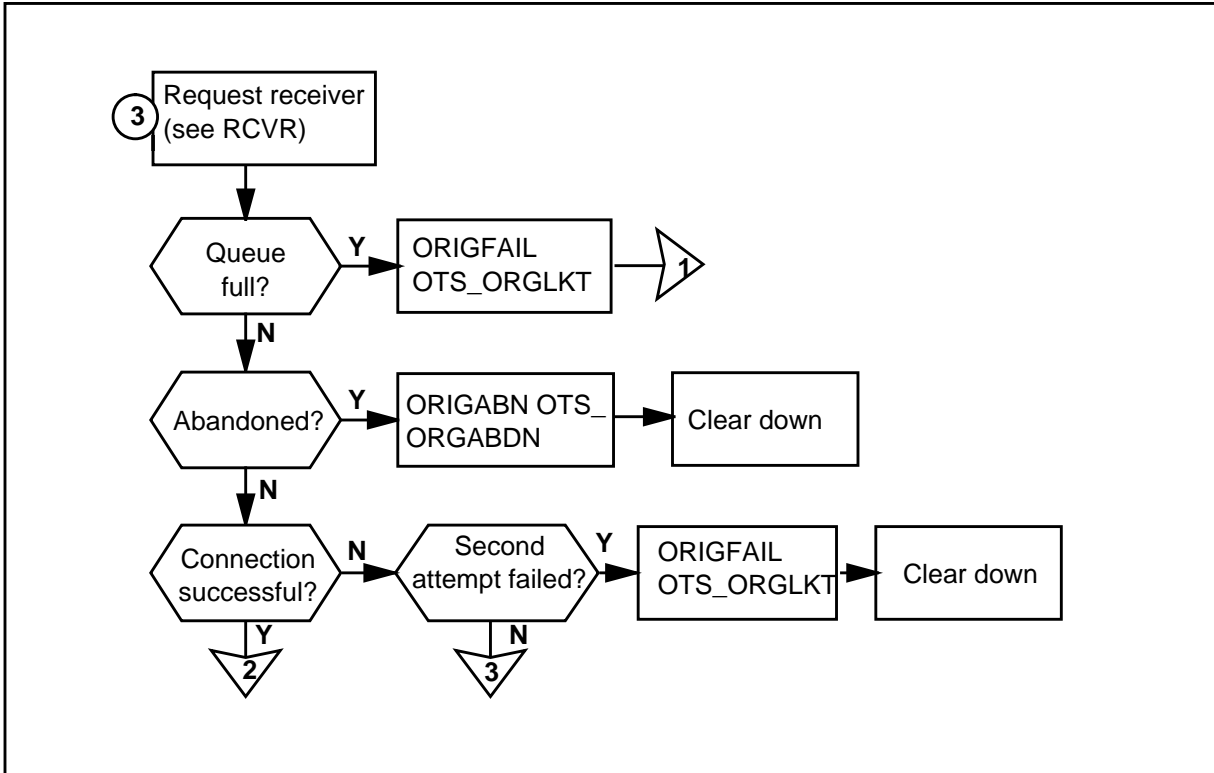 3
Request receiver
(see RCVR)
Queue
full?
Y
ORIGFAIL
OTS_ORGLKT
1
N
Abandoned?
Y
ORIGABN OTS_
ORGABDN
Clear down
N
Connection
successful?
N
Second
attempt failed?
Y
ORIGFAIL
OTS_ORGLKT
Clear down
Y
2
N
3